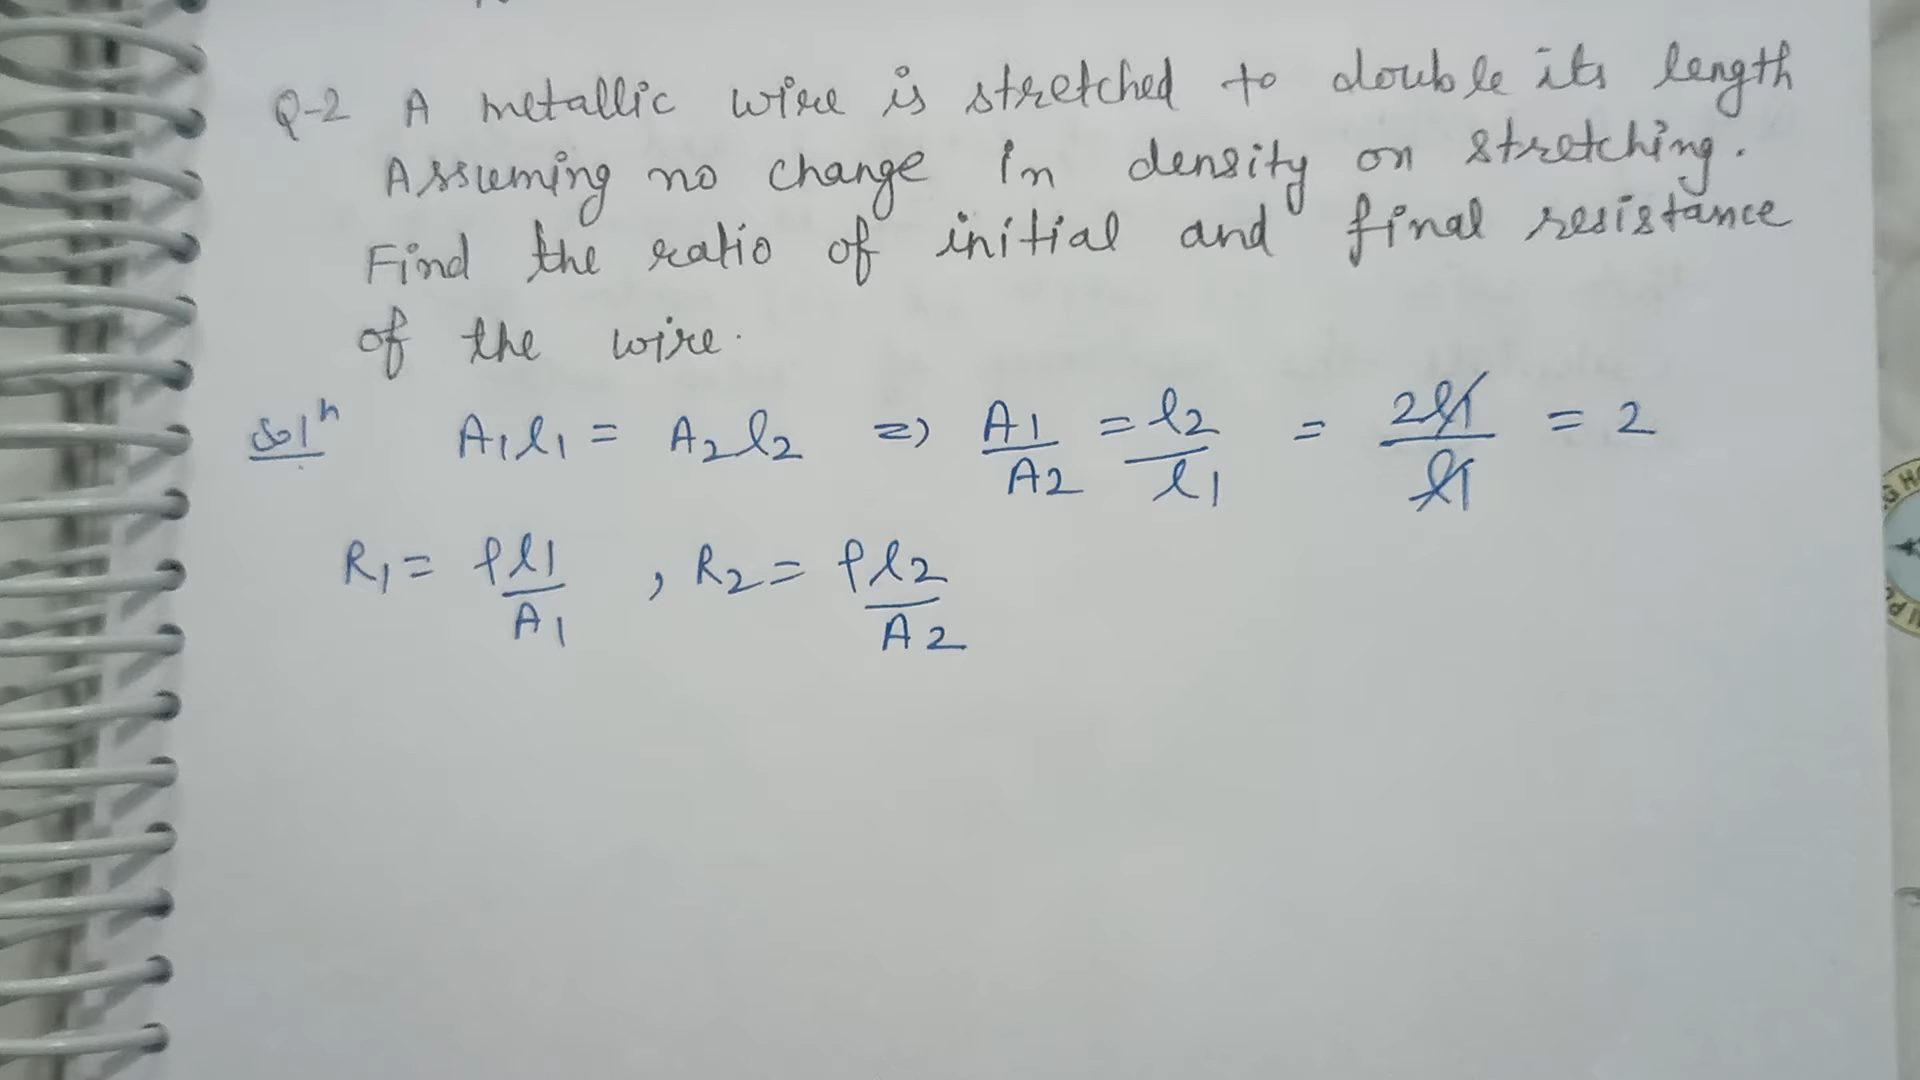 Q-2 A metallic wire is stretched to double its length
Assuming no change in density on stretching.
Find the ratio of initial and final resistance
of the wire.
Solⁿ A₁l₁ = A₂l₂ => A1/A2 = l2/l1 = 2l1/l1 = 2
R₁ = ρl1/A1 , R₂ = ρl2/A2